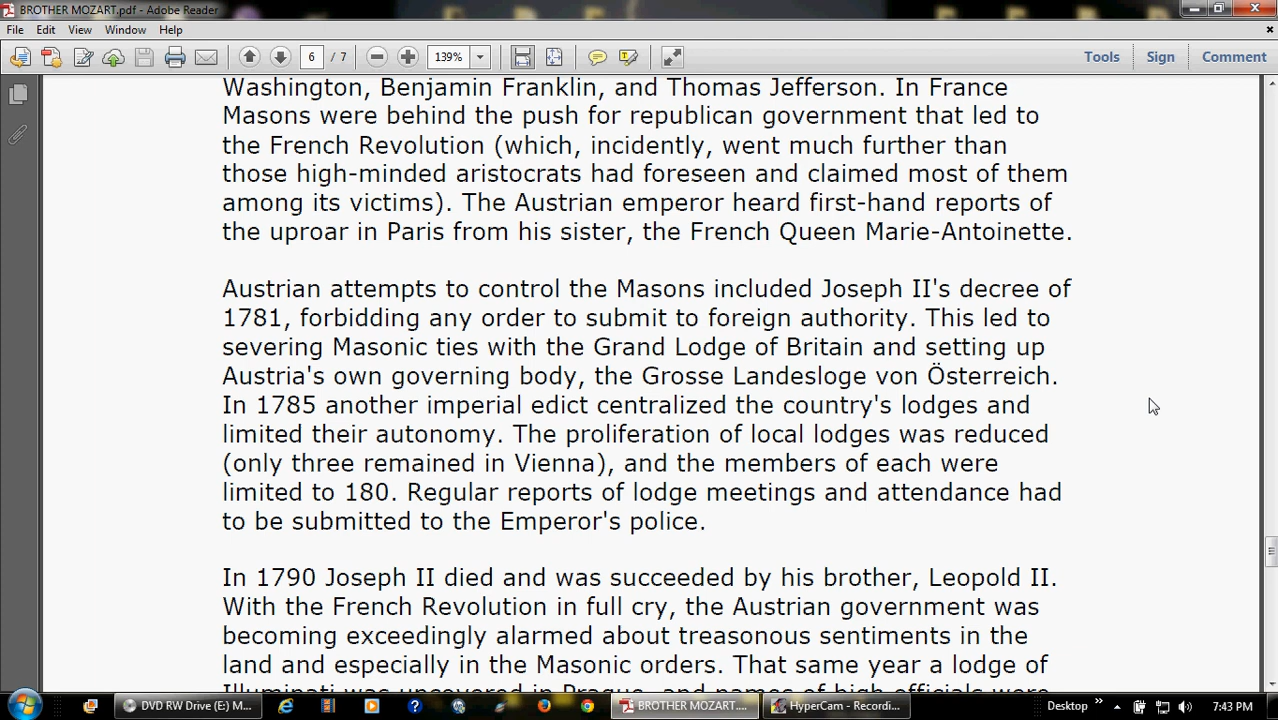 BROTHER MOZART.pdf - Adobe Reader
File Edit View Window Help
6 / 7 139% Tools Sign Comment
Washington, Benjamin Franklin, and Thomas Jefferson. In France
Masons were behind the push for republican government that led to
the French Revolution (which, incidently, went much further than
those high-minded aristocrats had foreseen and claimed most of them
among its victims). The Austrian emperor heard first-hand reports of
the uproar in Paris from his sister, the French Queen Marie-Antoinette.
Austrian attempts to control the Masons included Joseph II's decree of
1781, forbidding any order to submit to foreign authority. This led to
severing Masonic ties with the Grand Lodge of Britain and setting up
Austria's own governing body, the Grosse Landesloge von Österreich.
In 1785 another imperial edict centralized the country's lodges and
limited their autonomy. The proliferation of local lodges was reduced
(only three remained in Vienna), and the members of each were
limited to 180. Regular reports of lodge meetings and attendance had
to be submitted to the Emperor's police.
In 1790 Joseph II died and was succeeded by his brother, Leopold II.
With the French Revolution in full cry, the Austrian government was
becoming exceedingly alarmed about treasonous sentiments in the
land and especially in the Masonic orders. That same year a lodge of
Illuminati was uncovered in Prague, and names of high officials were
DVD RW Drive (E:) M... BROTHER MOZART.... HyperCam - Recordi... Desktop 7:43 PM